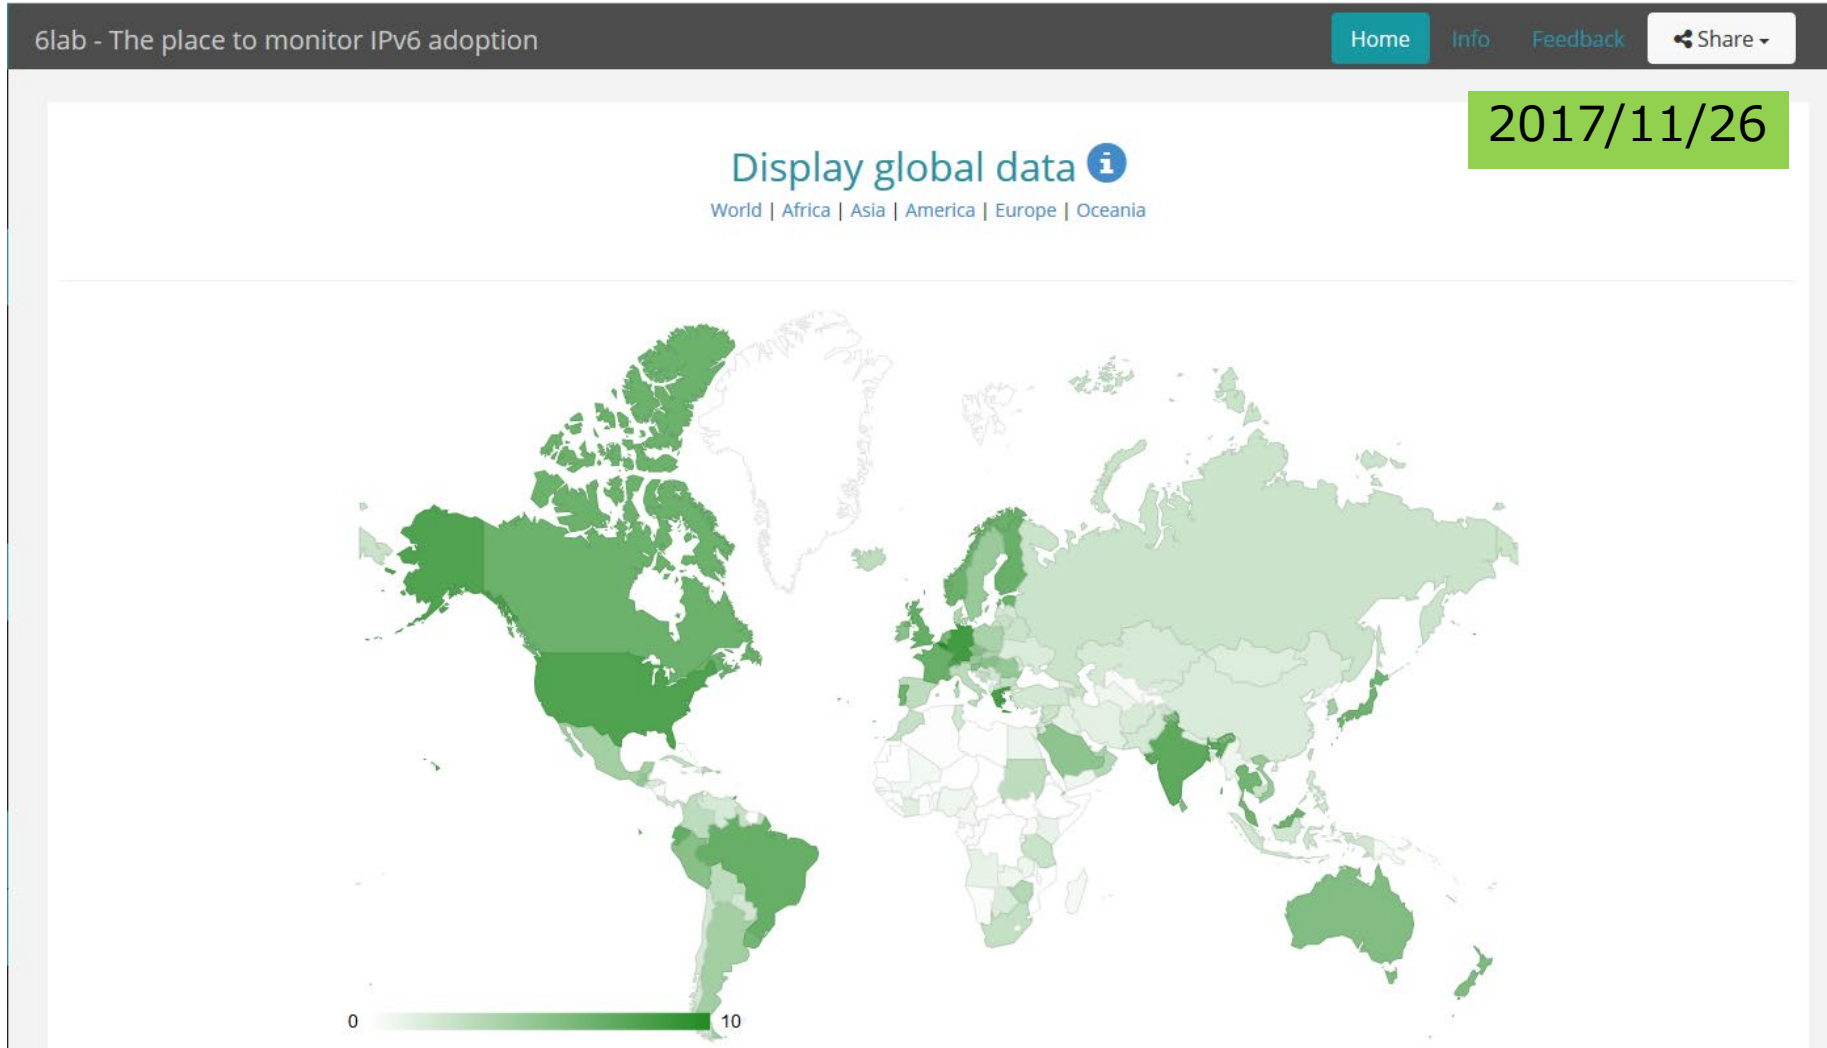 6lab - The place to monitor IPv6 adoption
Home Info Feedback Share
2017/11/26
Display global data
World | Africa | Asia | America | Europe | Oceania
0 10